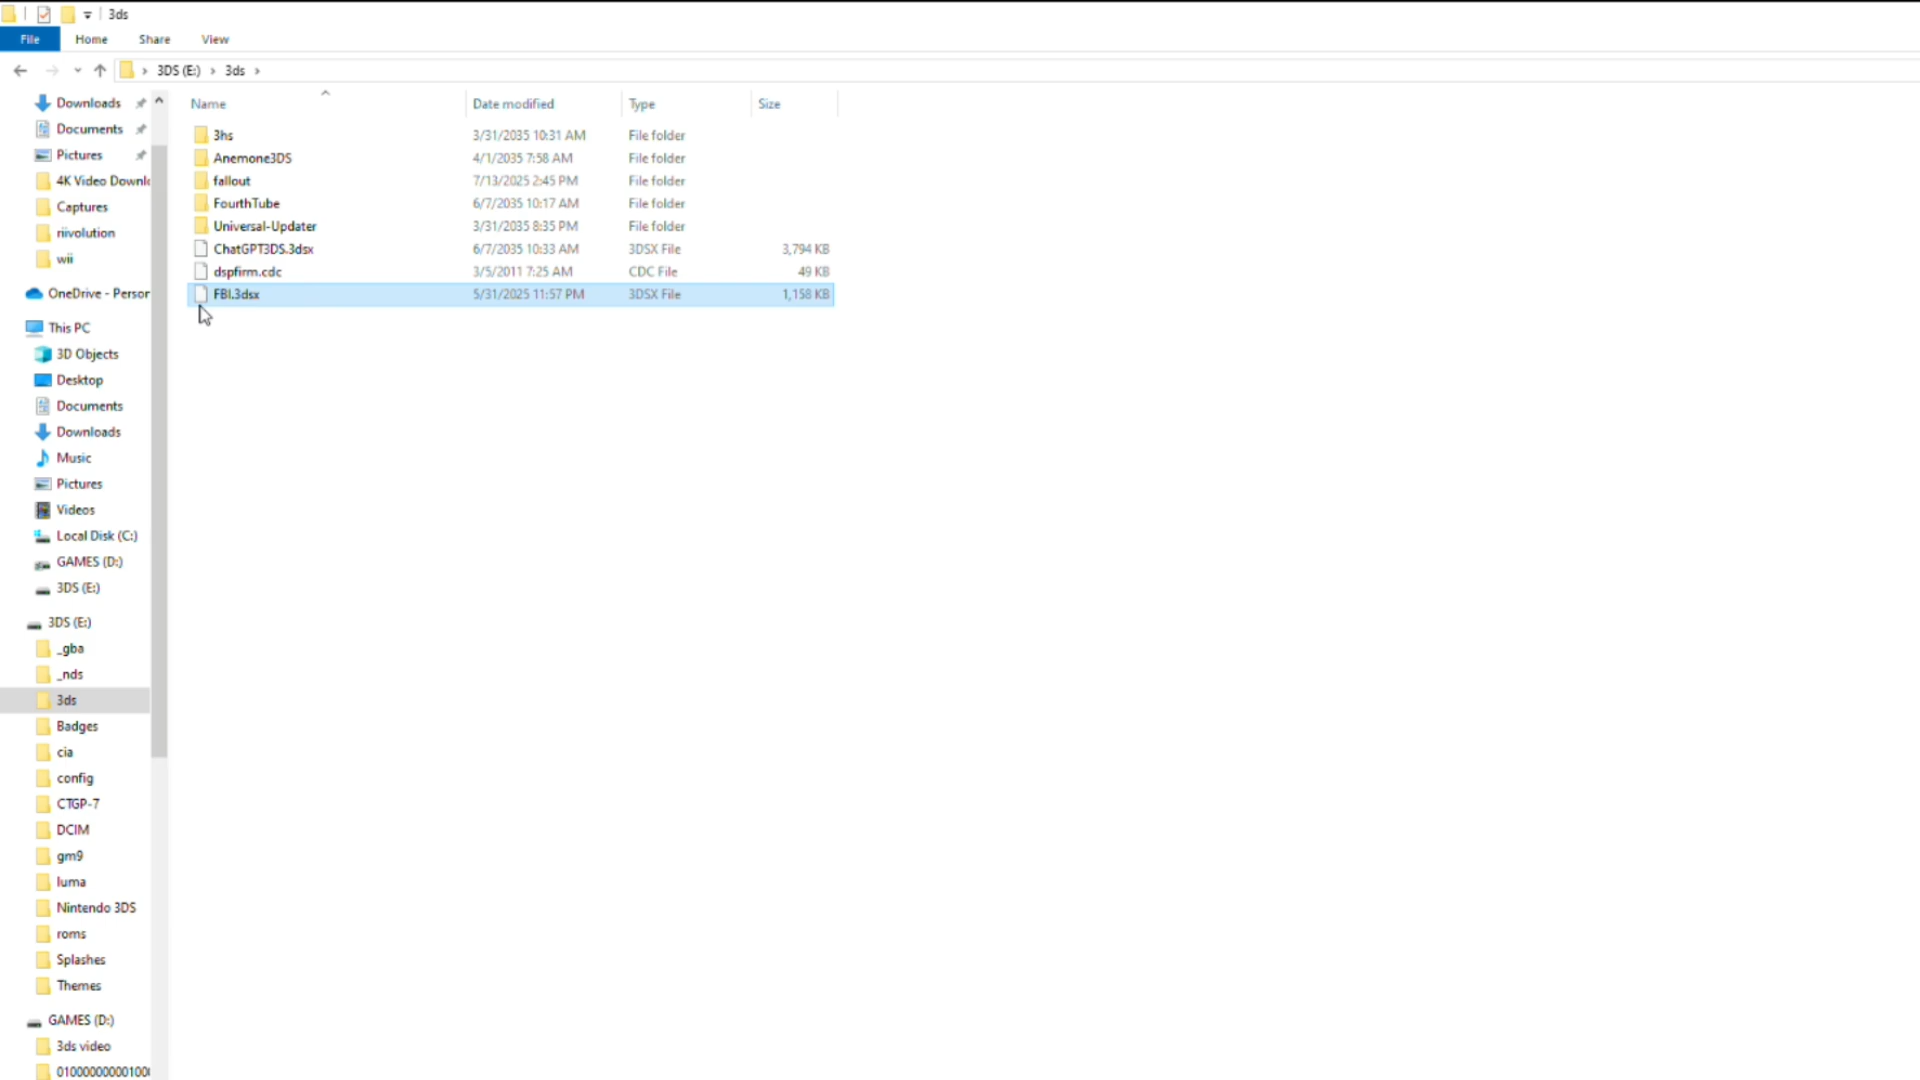 3ds
File Home Share View
3DS (E:) 3ds
Downloads
Documents
Pictures
4K Video Downl
Captures
riivolution
wii
OneDrive - Person
This PC
3D Objects
Desktop
Documents
Downloads
Music
Pictures
Videos
Local Disk (C:)
GAMES (D:)
3DS (E:)
3DS (E:)
_gba
_nds
3ds
Badges
cia
config
CTGP-7
DCIM
gm9
luma
Nintendo 3DS
roms
Splashes
Themes
GAMES (D:)
3ds video
Name Date modified Type Size
3hs 3/31/2035 10:31 AM File folder
Anemone3DS 4/1/2035 7:58 AM File folder
fallout 7/13/2025 2:45 PM File folder
FourthTube 6/7/2035 10:17 AM File folder
Universal-Updater 3/31/2035 8:35 PM File folder
ChatGPT3DS.3dsx 6/7/2035 10:33 AM 3DSX File 3,794 KB
dspfirm.cdc 3/5/2011 7:25 AM CDC File 49 KB
FBI.3dsx 5/31/2025 11:57 PM 3DSX File 1,158 KB